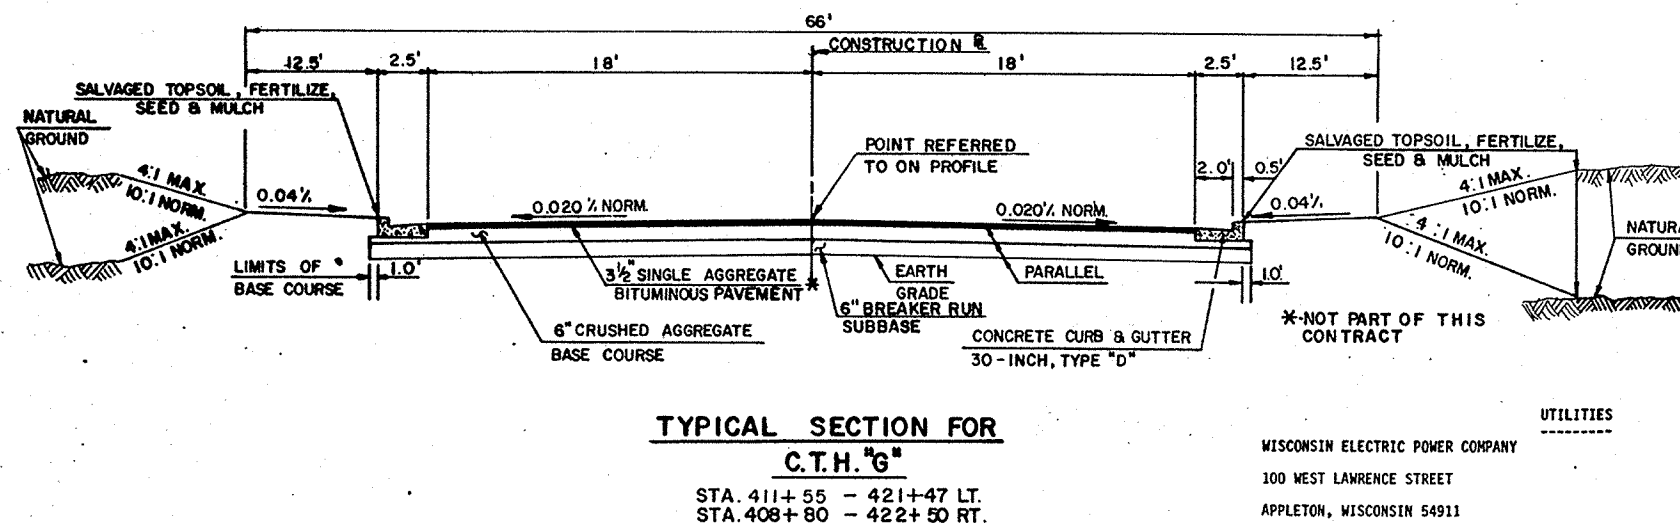 66'
CONSTRUCTION ℞
12.5' 2.5' 18' 18' 2.5' 12.5'
SALVAGED TOPSOIL, FERTILIZE,
SEED & MULCH
NATURAL
GROUND
POINT REFERRED
TO ON PROFILE
SALVAGED TOPSOIL, FERTILIZE,
SEED & MULCH
2.0' 0.5'
4:1 MAX.
10:1 NORM.
0.04'/,
0.020'/, NORM.
0.020'/, NORM.
0.04'/,
4:1 MAX.
10:1 NORM.
4:1 MAX.
10:1 NORM.
4:1 MAX.
10:1 NORM.
NATURA
GROUN
LIMITS OF
BASE COURSE
1.0'
3½" SINGLE AGGREGATE
BITUMINOUS PAVEMENT *
EARTH
GRADE
PARALLEL
1.0'
6" BREAKER RUN
SUBBASE
6" CRUSHED AGGREGATE
BASE COURSE
CONCRETE CURB & GUTTER
30-INCH, TYPE "D"
*-NOT PART OF THIS
CONTRACT
TYPICAL SECTION FOR
C.T.H. "G"
STA. 411+55 - 421+47 LT.
STA. 408+80 - 422+50 RT.
UTILITIES
WISCONSIN ELECTRIC POWER COMPANY
100 WEST LAWRENCE STREET
APPLETON, WISCONSIN 54911